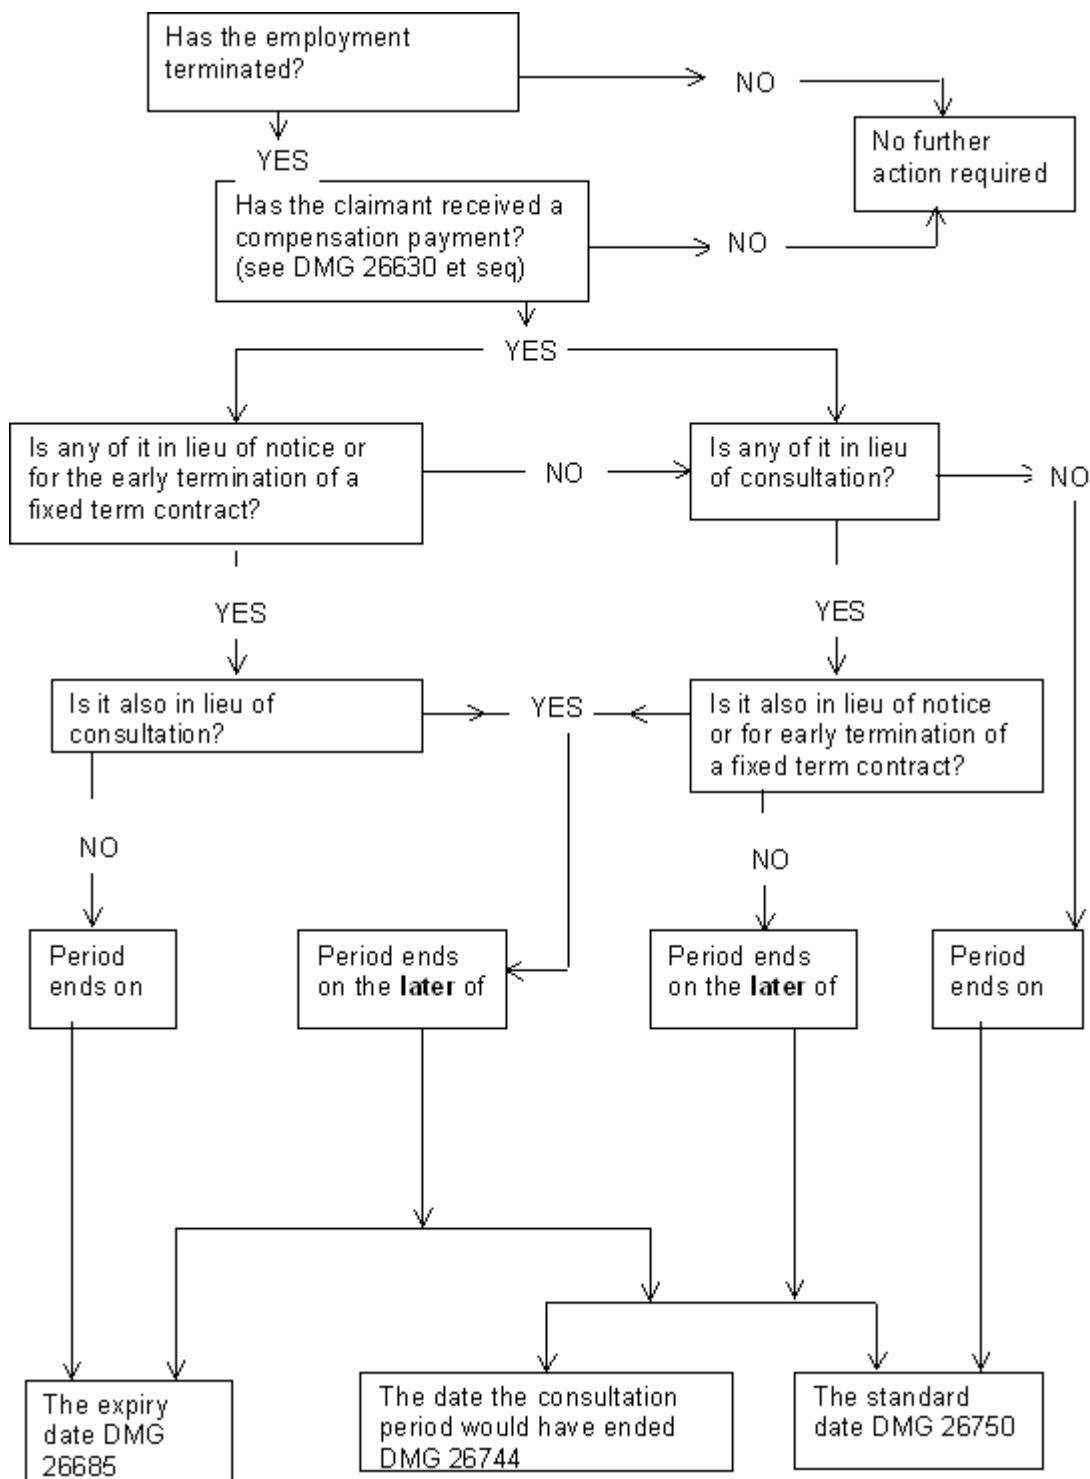 Has the employment
terminated?
NO
No further
action required
YES
Has the claimant received a
compensation payment?
(see DMG 26630 et seq)
NO
YES
Is any of it in lieu of notice or
for the early termination of a
fixed term contract?
NO
Is any of it in lieu
of consultation?
NO
YES
YES
Is it also in lieu of
consultation?
YES
Is it also in lieu of notice
or for early termination of
a fixed term contract?
NO
NO
Period
ends on
Period ends
on the later of
Period ends
on the later of
Period
ends on
The expiry
date DMG
26685
The date the consultation
period would have ended
DMG 26744
The standard
date DMG 26750